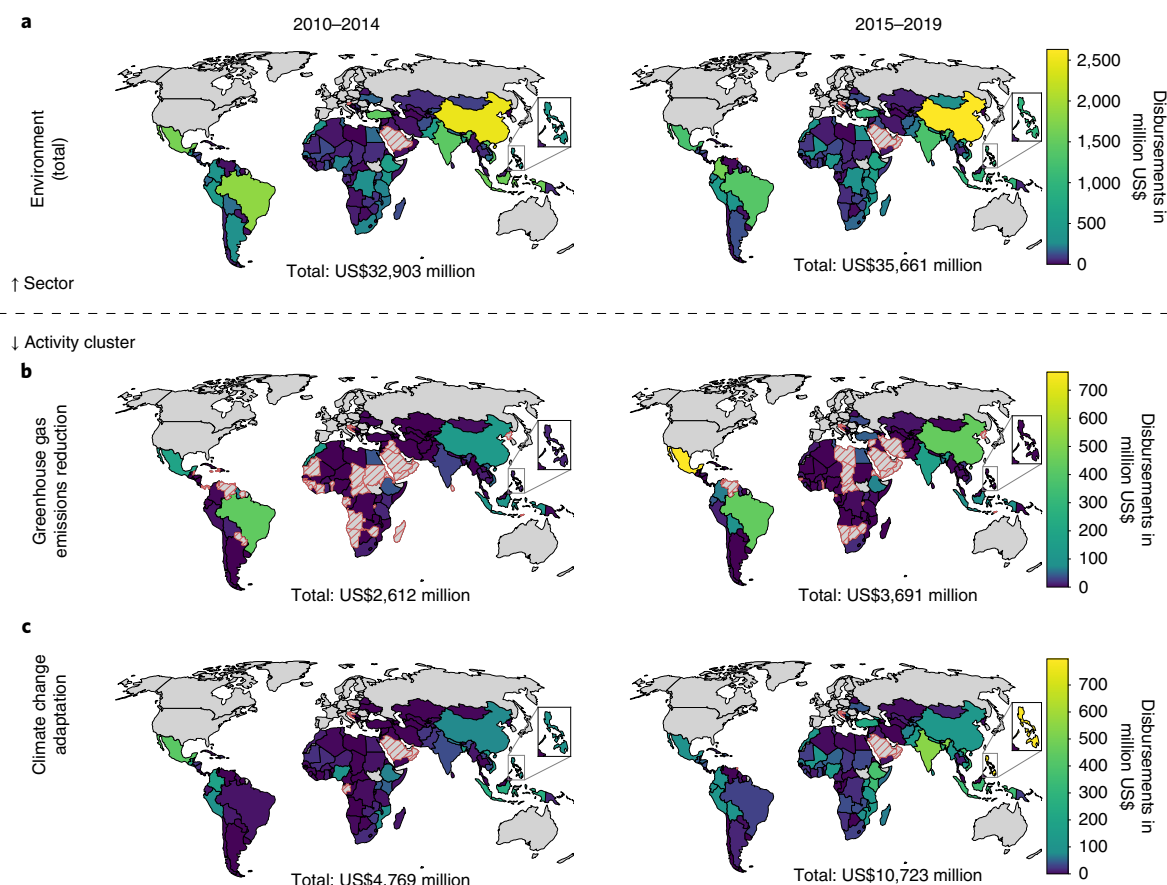 a
2010–2014
2015–2019
Environment
(total)
Total: US$32,903 million
Total: US$35,661 million
2,500
2,000
1,500
1,000
500
0
Disbursements in
million US$
↑ Sector
↓ Activity cluster
b
Greenhouse gas
emissions reduction
Total: US$2,612 million
Total: US$3,691 million
700
600
500
400
300
200
100
0
Disbursements in
million US$
c
Climate change
adaptation
Total: US$4,769 million
Total: US$10,723 million
700
600
500
400
300
200
100
0
Disbursements in
million US$